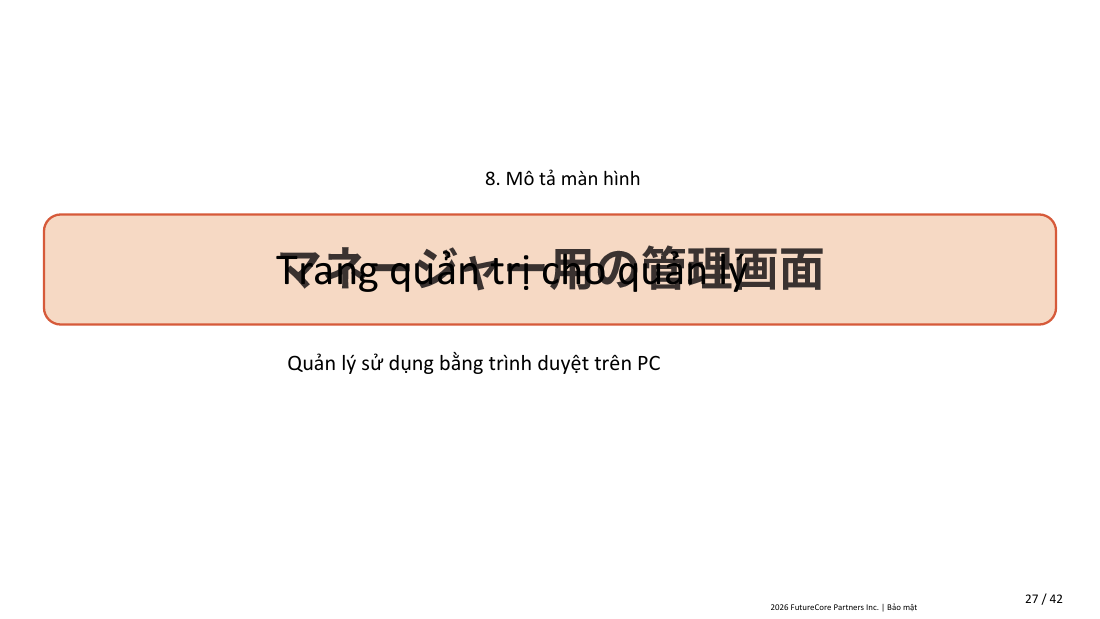 8. Mô tả màn hình
マネージャー用の管理画面
Trang quản trị cho quản lý
Quản lý sử dụng bằng trình duyệt trên PC
2026 FutureCore Partners Inc. | Bảo mật
27 / 42